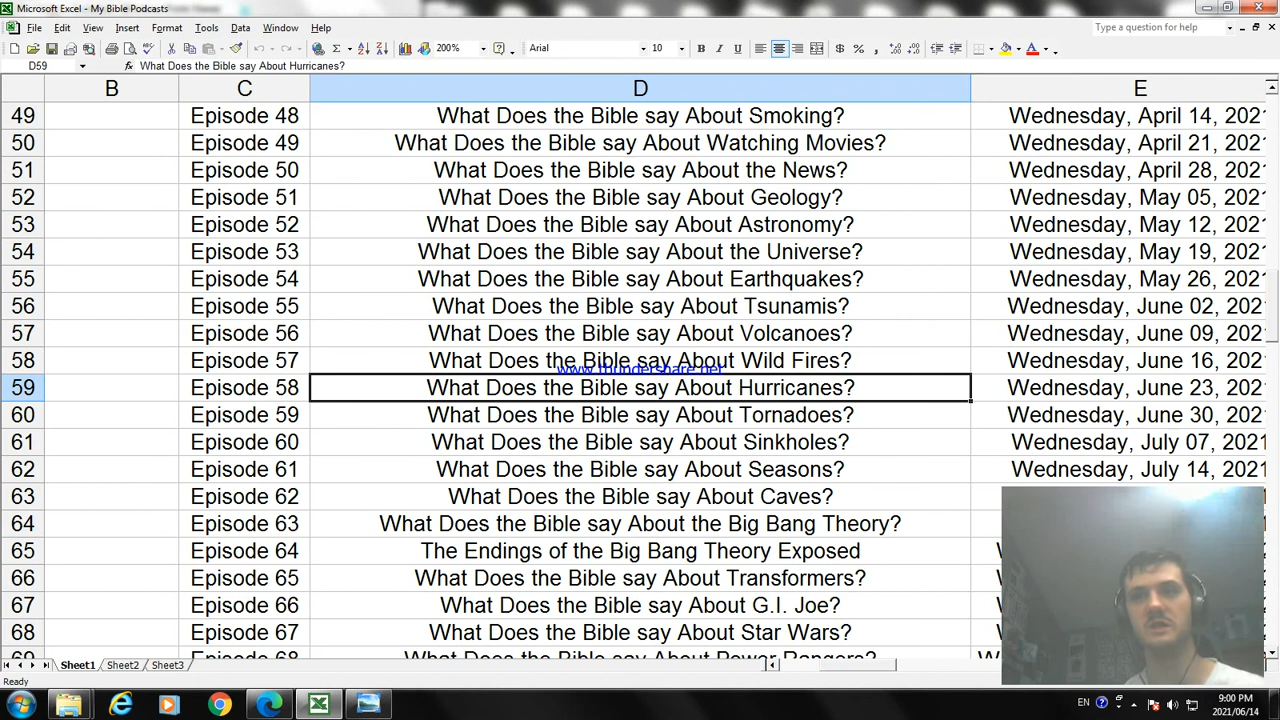 Microsoft Excel - My Bible Podcasts
File Edit View Insert Format Tools Data Window Help Type a question for help
200% Arial 10
D59 What Does the Bible say About Hurricanes?
B C D E
49 Episode 48 What Does the Bible say About Smoking? Wednesday, April 14, 202
50 Episode 49 What Does the Bible say About Watching Movies? Wednesday, April 21, 202
51 Episode 50 What Does the Bible say About the News? Wednesday, April 28, 202
52 Episode 51 What Does the Bible say About Geology? Wednesday, May 05, 202
53 Episode 52 What Does the Bible say About Astronomy? Wednesday, May 12, 202
54 Episode 53 What Does the Bible say About the Universe? Wednesday, May 19, 202
55 Episode 54 What Does the Bible say About Earthquakes? Wednesday, May 26, 202
56 Episode 55 What Does the Bible say About Tsunamis? Wednesday, June 02, 202
57 Episode 56 What Does the Bible say About Volcanoes? Wednesday, June 09, 202
58 Episode 57 What Does the Bible say About Wild Fires? Wednesday, June 16, 202
www.thundershare.net
59 Episode 58 What Does the Bible say About Hurricanes? Wednesday, June 23, 202
60 Episode 59 What Does the Bible say About Tornadoes? Wednesday, June 30, 202
61 Episode 60 What Does the Bible say About Sinkholes? Wednesday, July 07, 2021
62 Episode 61 What Does the Bible say About Seasons? Wednesday, July 14, 2021
63 Episode 62 What Does the Bible say About Caves?
64 Episode 63 What Does the Bible say About the Big Bang Theory?
65 Episode 64 The Endings of the Big Bang Theory Exposed
66 Episode 65 What Does the Bible say About Transformers?
67 Episode 66 What Does the Bible say About G.I. Joe?
68 Episode 67 What Does the Bible say About Star Wars?
69 Episode 68 What Does the Bible say About Power Rangers?
Sheet1 Sheet2 Sheet3
Ready
EN 9:00 PM
2021/06/14